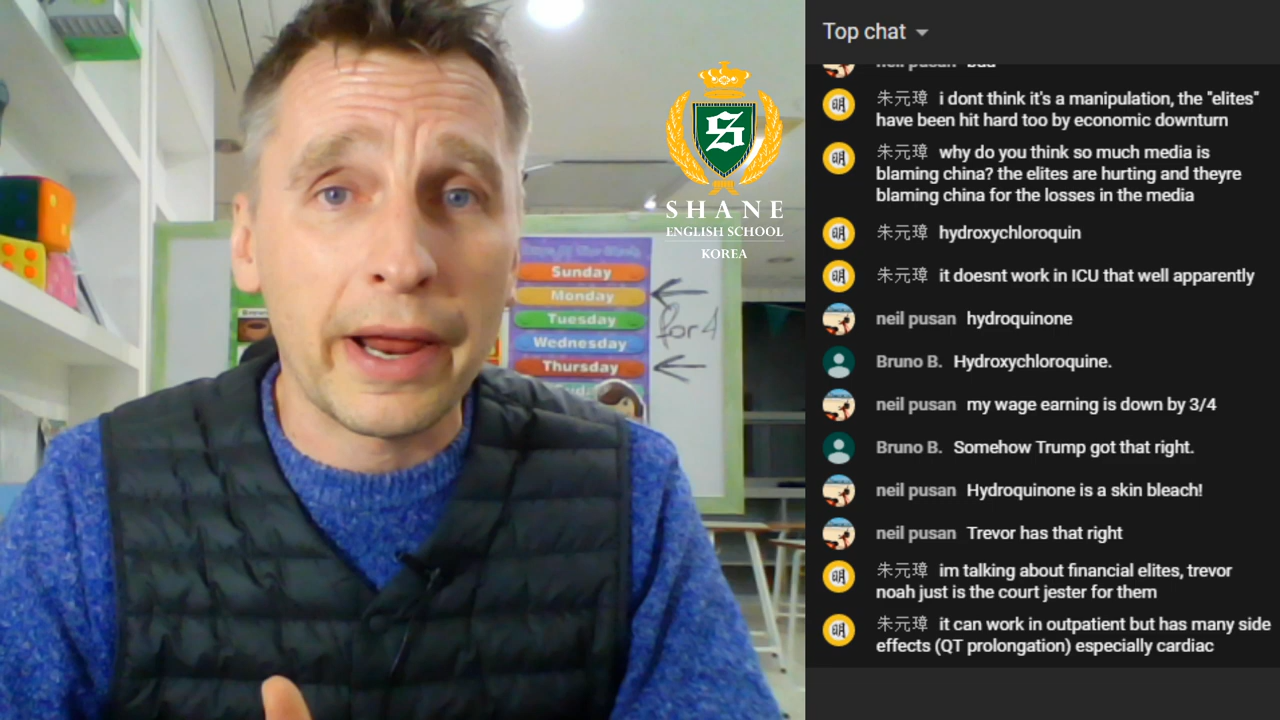 SHANE
ENGLISH SCHOOL
KOREA
Days of the Week
Sunday
Monday
Tuesday
Wednesday
Thursday
for 4
Top chat
neil pusan
朱元璋 i dont think it's a manipulation, the "elites"
have been hit hard too by economic downturn
朱元璋 why do you think so much media is
blaming china? the elites are hurting and theyre
blaming china for the losses in the media
朱元璋 hydroxychloroquin
朱元璋 it doesnt work in ICU that well apparently
neil pusan hydroquinone
Bruno B. Hydroxychloroquine.
neil pusan my wage earning is down by 3/4
Bruno B. Somehow Trump got that right.
neil pusan Hydroquinone is a skin bleach!
neil pusan Trevor has that right
朱元璋 im talking about financial elites, trevor
noah just is the court jester for them
朱元璋 it can work in outpatient but has many side
effects (QT prolongation) especially cardiac